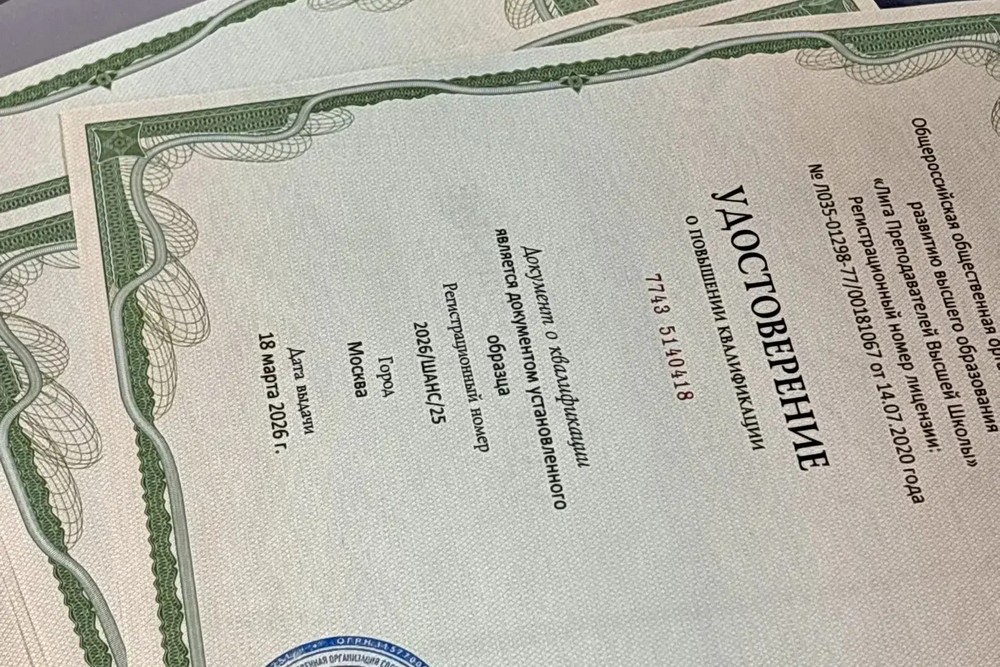 Общероссийская общественная
развитию высшего образования
«Лига Преподавателей Высшей Школы»
Регистрационный номер лицензии:
№ Л035-01298-77/00181067 от 14.07.2020 года
УДОСТОВЕРЕНИЕ
О ПОВЫШЕНИИ КВАЛИФИКАЦИИ
7743 5140418
Документ о квалификации
является документом установленного
образца
Регистрационный номер
2026/ШАНС/25
Город
Москва
Дата выдачи
18 марта 2026 г.
ОГРН
ОРГАНИЗАЦИЯ